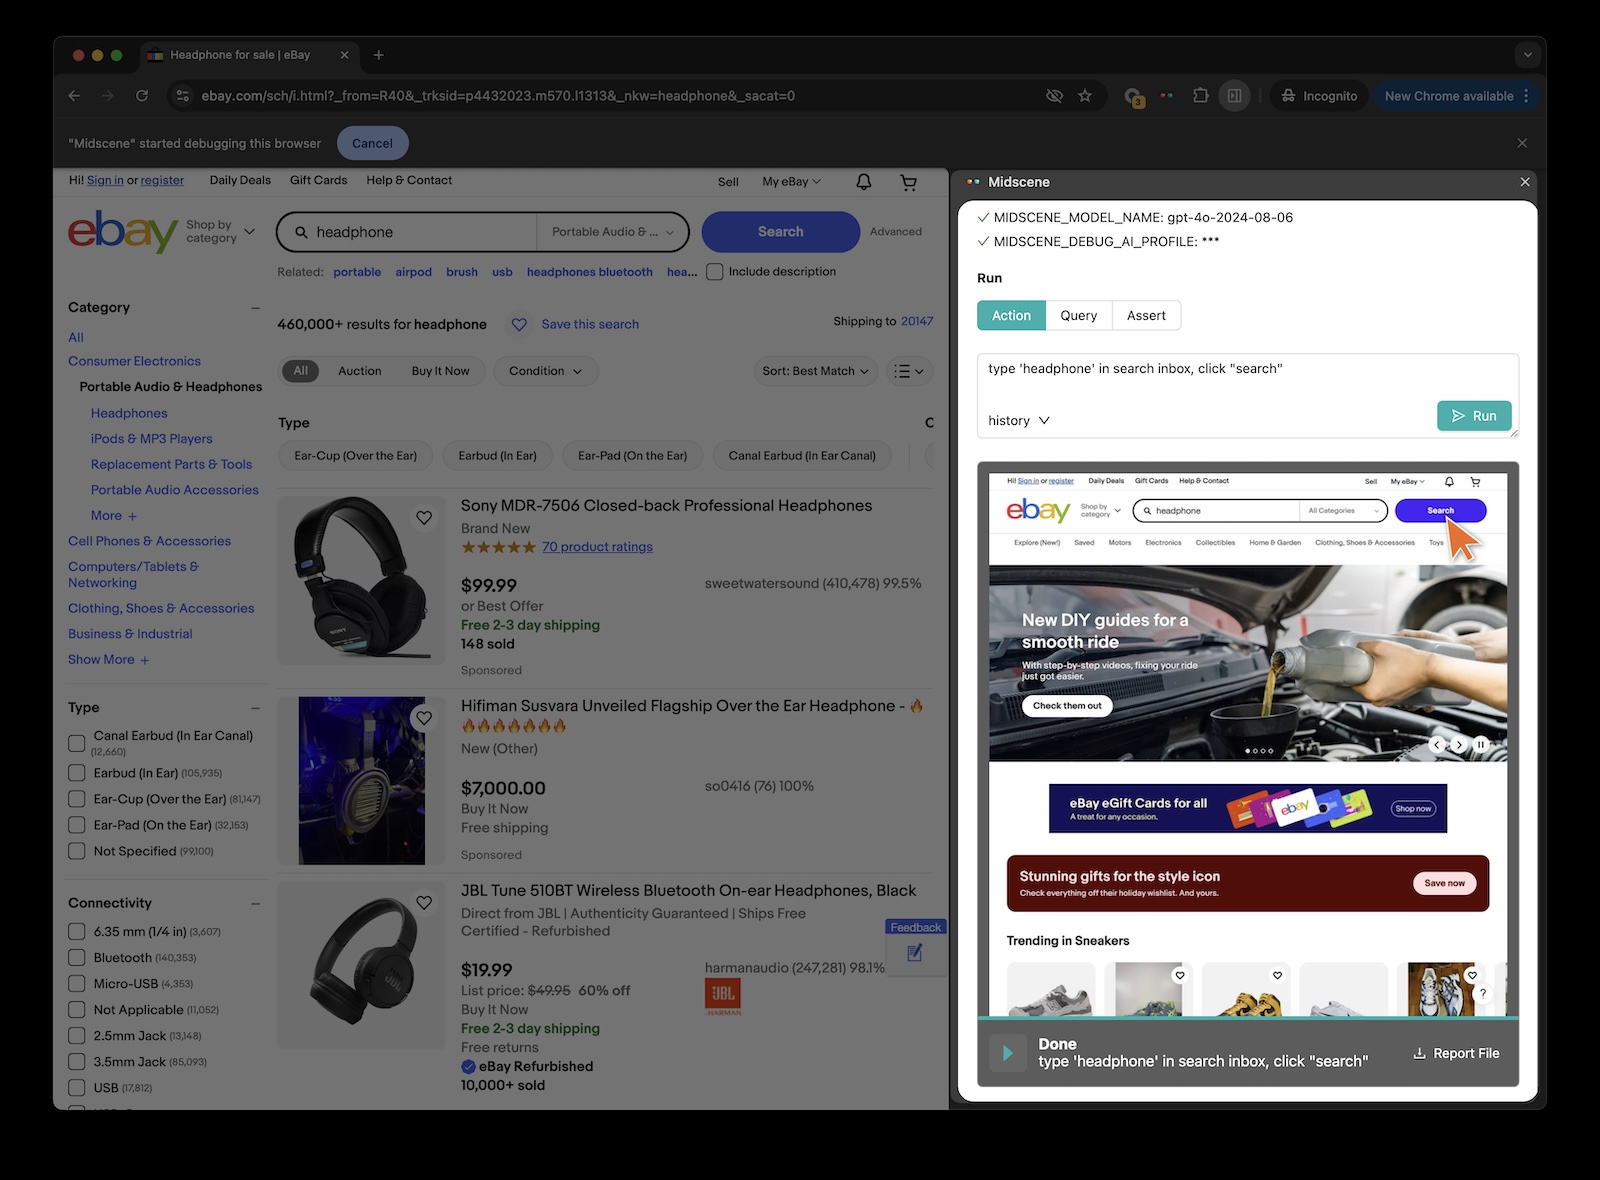 Headphone for sale | eBay
ebay.com/sch/i.html?_from=R40&_trksid=p4432023.m570.l1313&_nkw=headphone&_sacat=0
3
Incognito
New Chrome available
"Midscene" started debugging this browser
Cancel
Hi! Sign in or register
Daily Deals
Gift Cards
Help & Contact
Sell
My eBay
ebay
Shop by
category
headphone
Portable Audio & ...
Search
Advanced
Related:
portable
airpod
brush
usb
headphones bluetooth
hea...
Include description
Category
All
Consumer Electronics
Portable Audio & Headphones
Headphones
iPods & MP3 Players
Replacement Parts & Tools
Portable Audio Accessories
More +
Cell Phones & Accessories
Computers/Tablets &
Networking
Clothing, Shoes & Accessories
Business & Industrial
Show More +
Type
Canal Earbud (In Ear Canal)
(12,660)
Earbud (In Ear) (105,935)
Ear-Cup (Over the Ear) (81,147)
Ear-Pad (On the Ear) (32,153)
Not Specified (99,100)
Connectivity
6.35 mm (1/4 in) (3,607)
Bluetooth (140,353)
Micro-USB (4,353)
Not Applicable (11,052)
2.5mm Jack (13,148)
3.5mm Jack (85,093)
USB (17,812)
460,000+ results for headphone
Save this search
Shipping to 20147
All
Auction
Buy It Now
Condition
Sort: Best Match
Type
Ear-Cup (Over the Ear)
Earbud (In Ear)
Ear-Pad (On the Ear)
Canal Earbud (In Ear Canal)
SONY
Sony MDR-7506 Closed-back Professional Headphones
Brand New
70 product ratings
$99.99
or Best Offer
Free 2-3 day shipping
148 sold
Sponsored
sweetwatersound (410,478) 99.5%
Hifiman Susvara Unveiled Flagship Over the Ear Headphone - 🔥
🔥🔥🔥🔥🔥🔥🔥
New (Other)
$7,000.00
Buy It Now
Free shipping
Sponsored
so0416 (76) 100%
JBL
JBL Tune 510BT Wireless Bluetooth On-ear Headphones, Black
Direct from JBL | Authenticity Guaranteed | Ships Free
Certified - Refurbished
$19.99
List price: $49.95 60% off
Buy It Now
Free 2-3 day shipping
Free returns
eBay Refurbished
10,000+ sold
harmanaudio (247,281) 98.1%
JBL
HARMAN
Feedback
Midscene
MIDSCENE_MODEL_NAME: gpt-4o-2024-08-06
MIDSCENE_DEBUG_AI_PROFILE: ***
Run
Action
Query
Assert
type 'headphone' in search inbox, click "search"
history
Run
Hi! Sign in or register
Daily Deals
Gift Cards
Help & Contact
Sell
My eBay
ebay
Shop by
category
headphone
All Categories
Search
Explore (New!)
Saved
Motors
Electronics
Collectibles
Home & Garden
Clothing, Shoes & Accessories
Toys
New DIY guides for a
smooth ride
With step-by-step videos, fixing your ride
just got easier.
Check them out
eBay eGift Cards for all
A treat for any occasion.
ebay
Shop now
Stunning gifts for the style icon
Check everything off their holiday wishlist. And yours.
Save now
Trending in Sneakers
?
Done
type 'headphone' in search inbox, click "search"
Report File